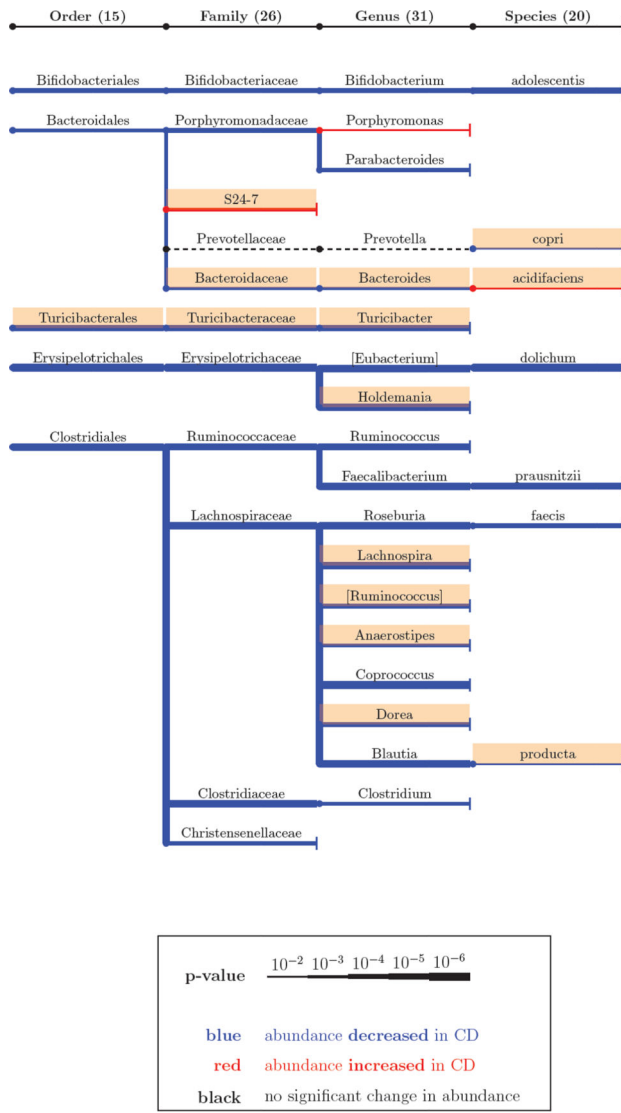 Order (15) Family (26) Genus (31) Species (20)
Bifidobacteriales Bifidobacteriaceae Bifidobacterium adolescentis
Bacteroidales Porphyromonadaceae Porphyromonas
Parabacteroides
S24-7
Prevotellaceae Prevotella copri
Bacteroidaceae Bacteroides acidifaciens
Turicibacterales Turicibacteraceae Turicibacter
Erysipelotrichales Erysipelotrichaceae [Eubacterium] dolichum
Holdemania
Clostridiales Ruminococcaceae Ruminococcus
Faecalibacterium prausnitzii
Lachnospiraceae Roseburia faecis
Lachnospira
[Ruminococcus]
Anaerostipes
Coprococcus
Dorea
Blautia producta
Clostridiaceae Clostridium
Christensenellaceae
p-value 10⁻² 10⁻³ 10⁻⁴ 10⁻⁵ 10⁻⁶
blue abundance decreased in CD
red abundance increased in CD
black no significant change in abundance